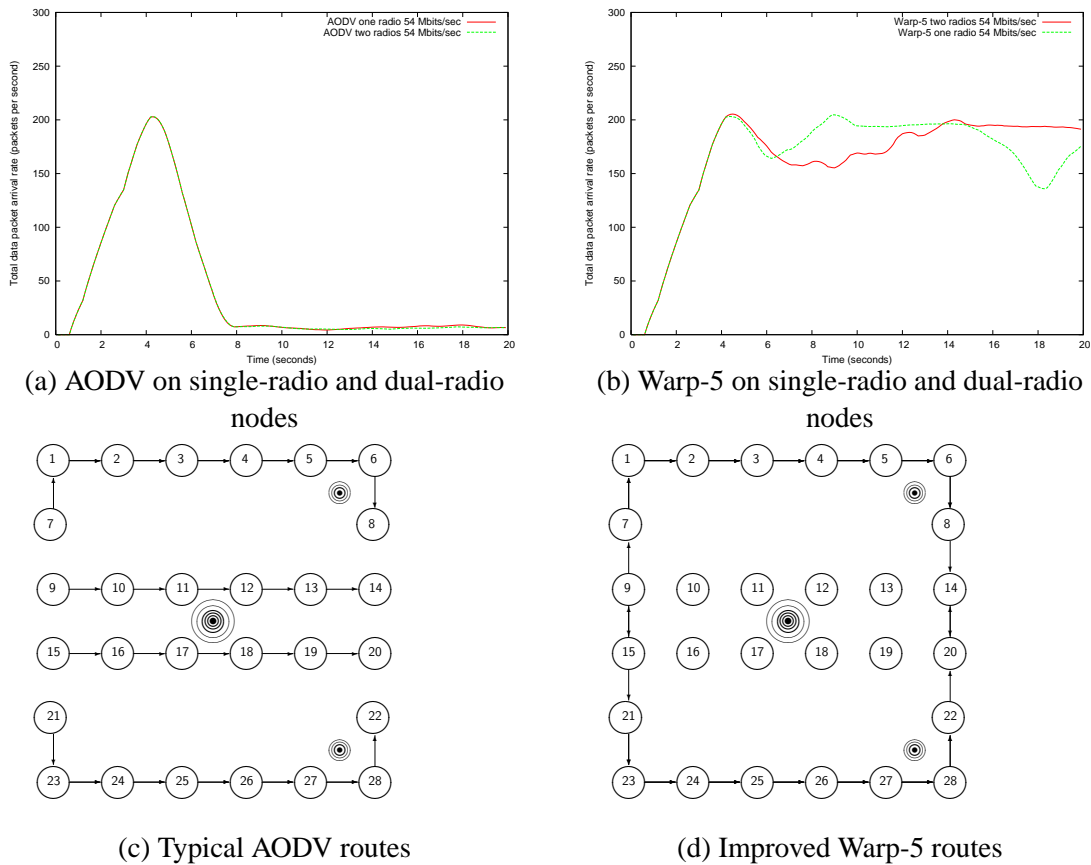 300
250
200
150
100
50
0
Total data packet arrival rate (packets per second)
AODV one radio 54 Mbits/sec
AODV two radios 54 Mbits/sec
0 2 4 6 8 10 12 14 16 18 20
Time (seconds)
(a) AODV on single-radio and dual-radio
nodes
300
250
200
150
100
50
0
Total data packet arrival rate (packets per second)
Warp-5 two radios 54 Mbits/sec
Warp-5 one radio 54 Mbits/sec
0 2 4 6 8 10 12 14 16 18 20
Time (seconds)
(b) Warp-5 on single-radio and dual-radio
nodes
1 2 3 4 5 6
7 8
9 10 11 12 13 14
15 16 17 18 19 20
21 22
23 24 25 26 27 28
(c) Typical AODV routes
1 2 3 4 5 6
7 8
9 10 11 12 13 14
15 16 17 18 19 20
21 22
23 24 25 26 27 28
(d) Improved Warp-5 routes